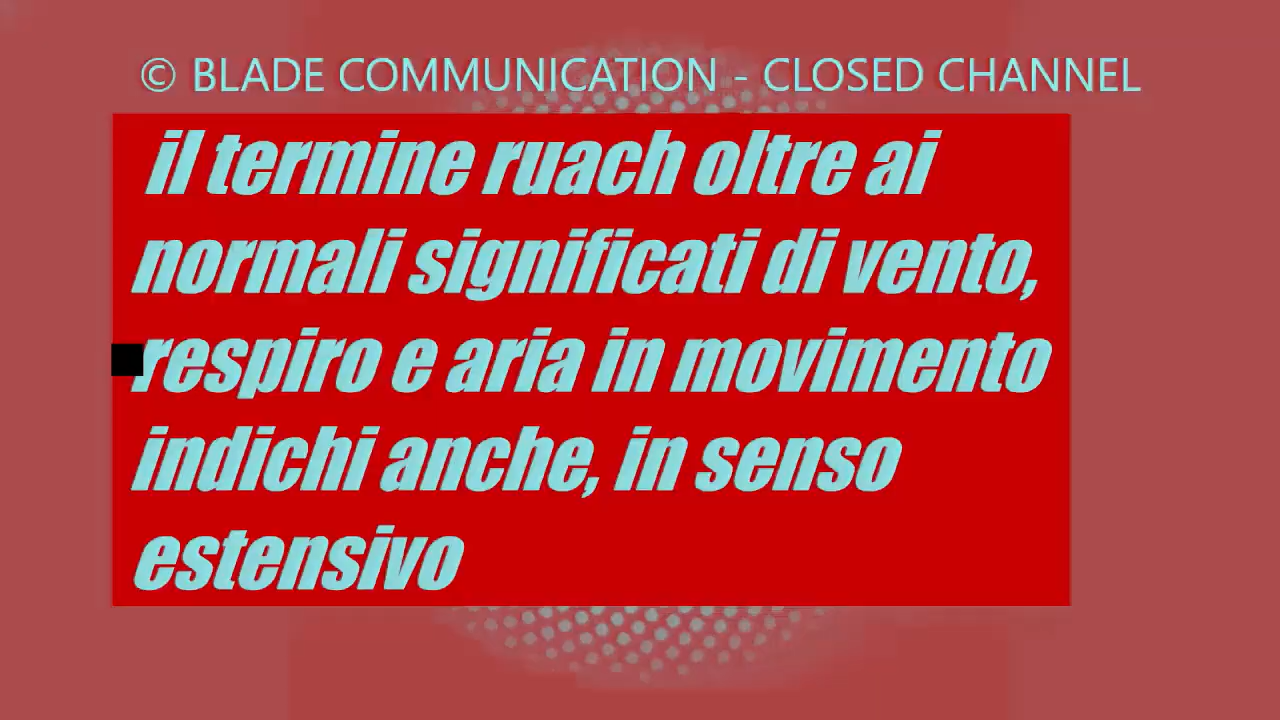 © BLADE COMMUNICATION - CLOSED CHANNEL
il termine ruach oltre ai
normali significati di vento,
respiro e aria in movimento
indichi anche, in senso
estensivo